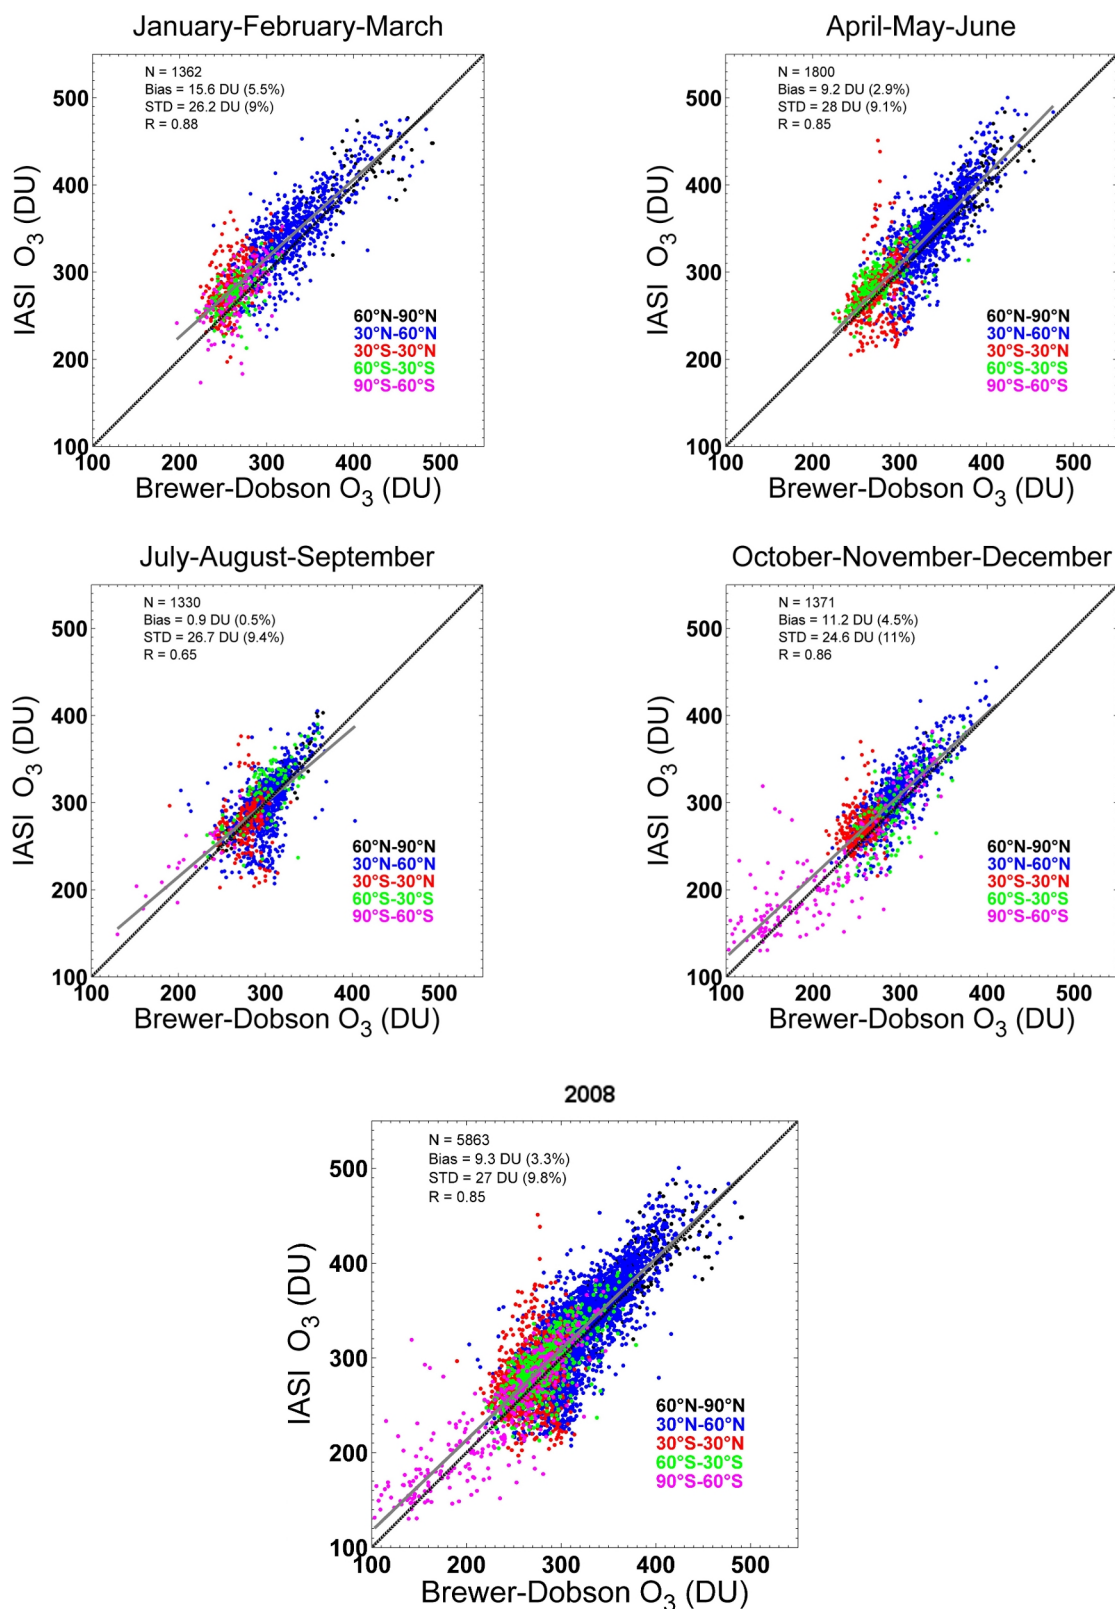 January-February-March
N = 1362
Bias = 15.6 DU (5.5%)
STD = 26.2 DU (9%)
R = 0.88
500
400
300
200
100
IASI O3 (DU)
60°N-90°N
30°N-60°N
30°S-30°N
60°S-30°S
90°S-60°S
100 200 300 400 500
Brewer-Dobson O3 (DU)
April-May-June
N = 1800
Bias = 9.2 DU (2.9%)
STD = 28 DU (9.1%)
R = 0.85
500
400
300
200
100
IASI O3 (DU)
60°N-90°N
30°N-60°N
30°S-30°N
60°S-30°S
90°S-60°S
100 200 300 400 500
Brewer-Dobson O3 (DU)
July-August-September
N = 1330
Bias = 0.9 DU (0.5%)
STD = 26.7 DU (9.4%)
R = 0.65
500
400
300
200
100
IASI O3 (DU)
60°N-90°N
30°N-60°N
30°S-30°N
60°S-30°S
90°S-60°S
100 200 300 400 500
Brewer-Dobson O3 (DU)
October-November-December
N = 1371
Bias = 11.2 DU (4.5%)
STD = 24.6 DU (11%)
R = 0.86
500
400
300
200
100
IASI O3 (DU)
60°N-90°N
30°N-60°N
30°S-30°N
60°S-30°S
90°S-60°S
100 200 300 400 500
Brewer-Dobson O3 (DU)
2008
N = 5863
Bias = 9.3 DU (3.3%)
STD = 27 DU (9.8%)
R = 0.85
500
400
300
200
100
IASI O3 (DU)
60°N-90°N
30°N-60°N
30°S-30°N
60°S-30°S
90°S-60°S
100 200 300 400 500
Brewer-Dobson O3 (DU)